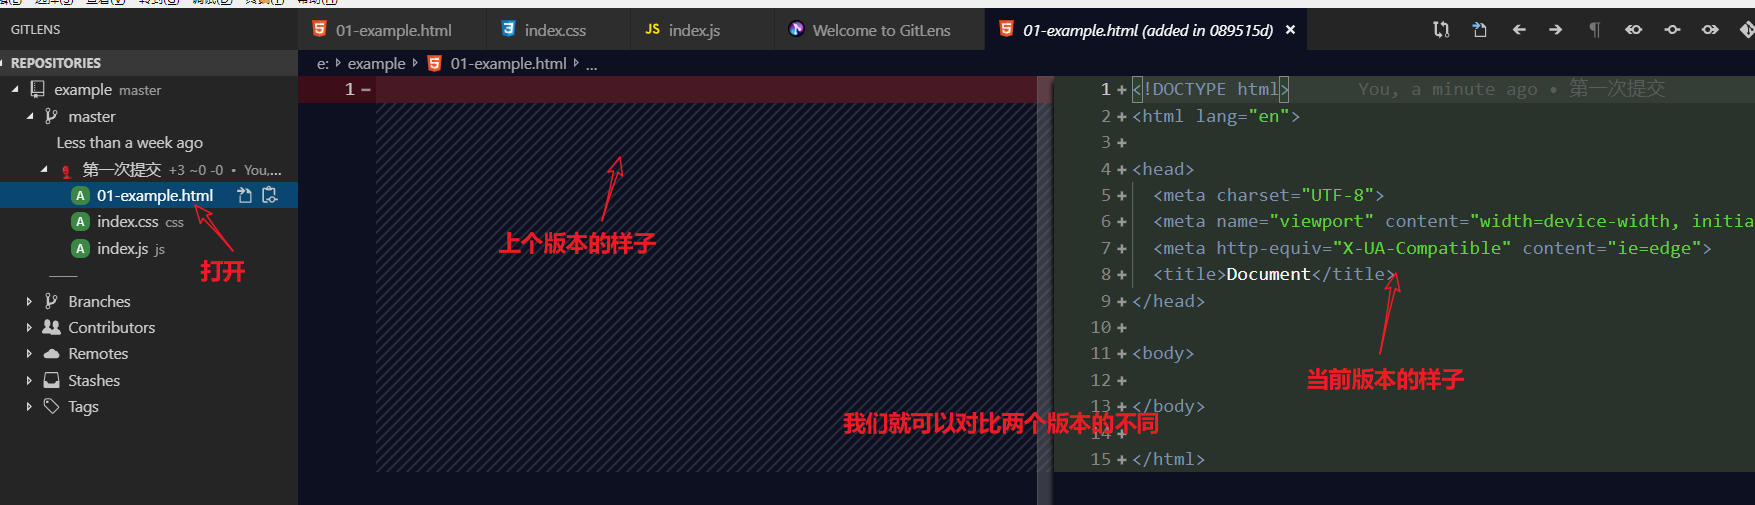 GITLENS
01-example.html
index.css
JS index.js
Welcome to GitLens
01-example.html (added in 089515d) ×
REPOSITORIES
e: › example › 01-example.html › ...
example master
master
Less than a week ago
第一次提交 +3 ~0 -0 • You,...
A 01-example.html
A index.css css
A index.js js
Branches
Contributors
Remotes
Stashes
Tags
打开
1 −
上个版本的样子
1 + <!DOCTYPE html> You, a minute ago • 第一次提交
2 + <html lang="en">
3 +
4 + <head>
5 + <meta charset="UTF-8">
6 + <meta name="viewport" content="width=device-width, initia
7 + <meta http-equiv="X-UA-Compatible" content="ie=edge">
8 + <title>Document</title>
9 + </head>
10 +
11 + <body>
12 +
13 + </body>
14 +
15 + </html>
当前版本的样子
我们就可以对比两个版本的不同